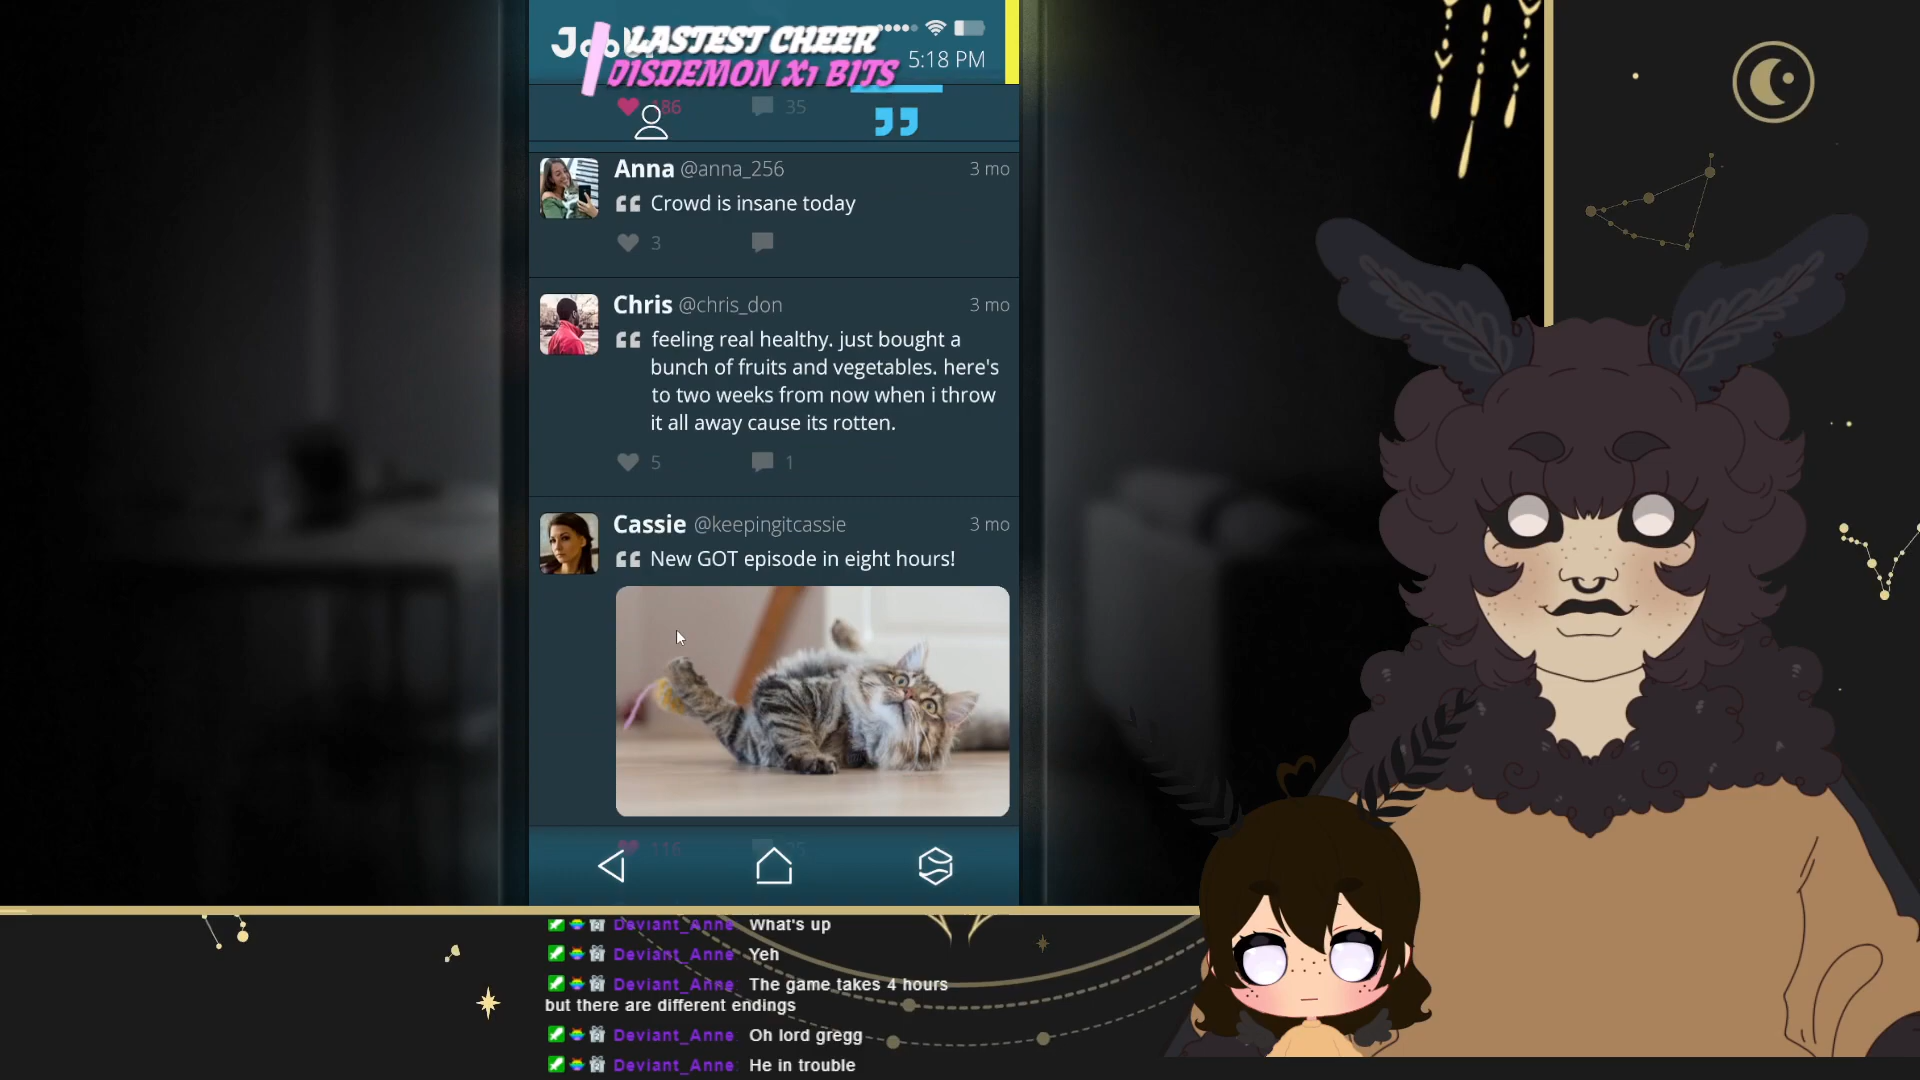 LASTEST CHEER
DISDEMON X1 BITS
5:18 PM
186
35
Anna @anna_256 3 mo
Crowd is insane today
3
Chris @chris_don 3 mo
feeling real healthy. just bought a
bunch of fruits and vegetables. here's
to two weeks from now when i throw
it all away cause its rotten.
5 1
Cassie @keepingitcassie 3 mo
New GOT episode in eight hours!
116
Deviant_Anne: What's up
Deviant_Anne: Yeh
Deviant_Anne: The game takes 4 hours
but there are different endings
Deviant_Anne: Oh lord gregg
Deviant_Anne: He in trouble